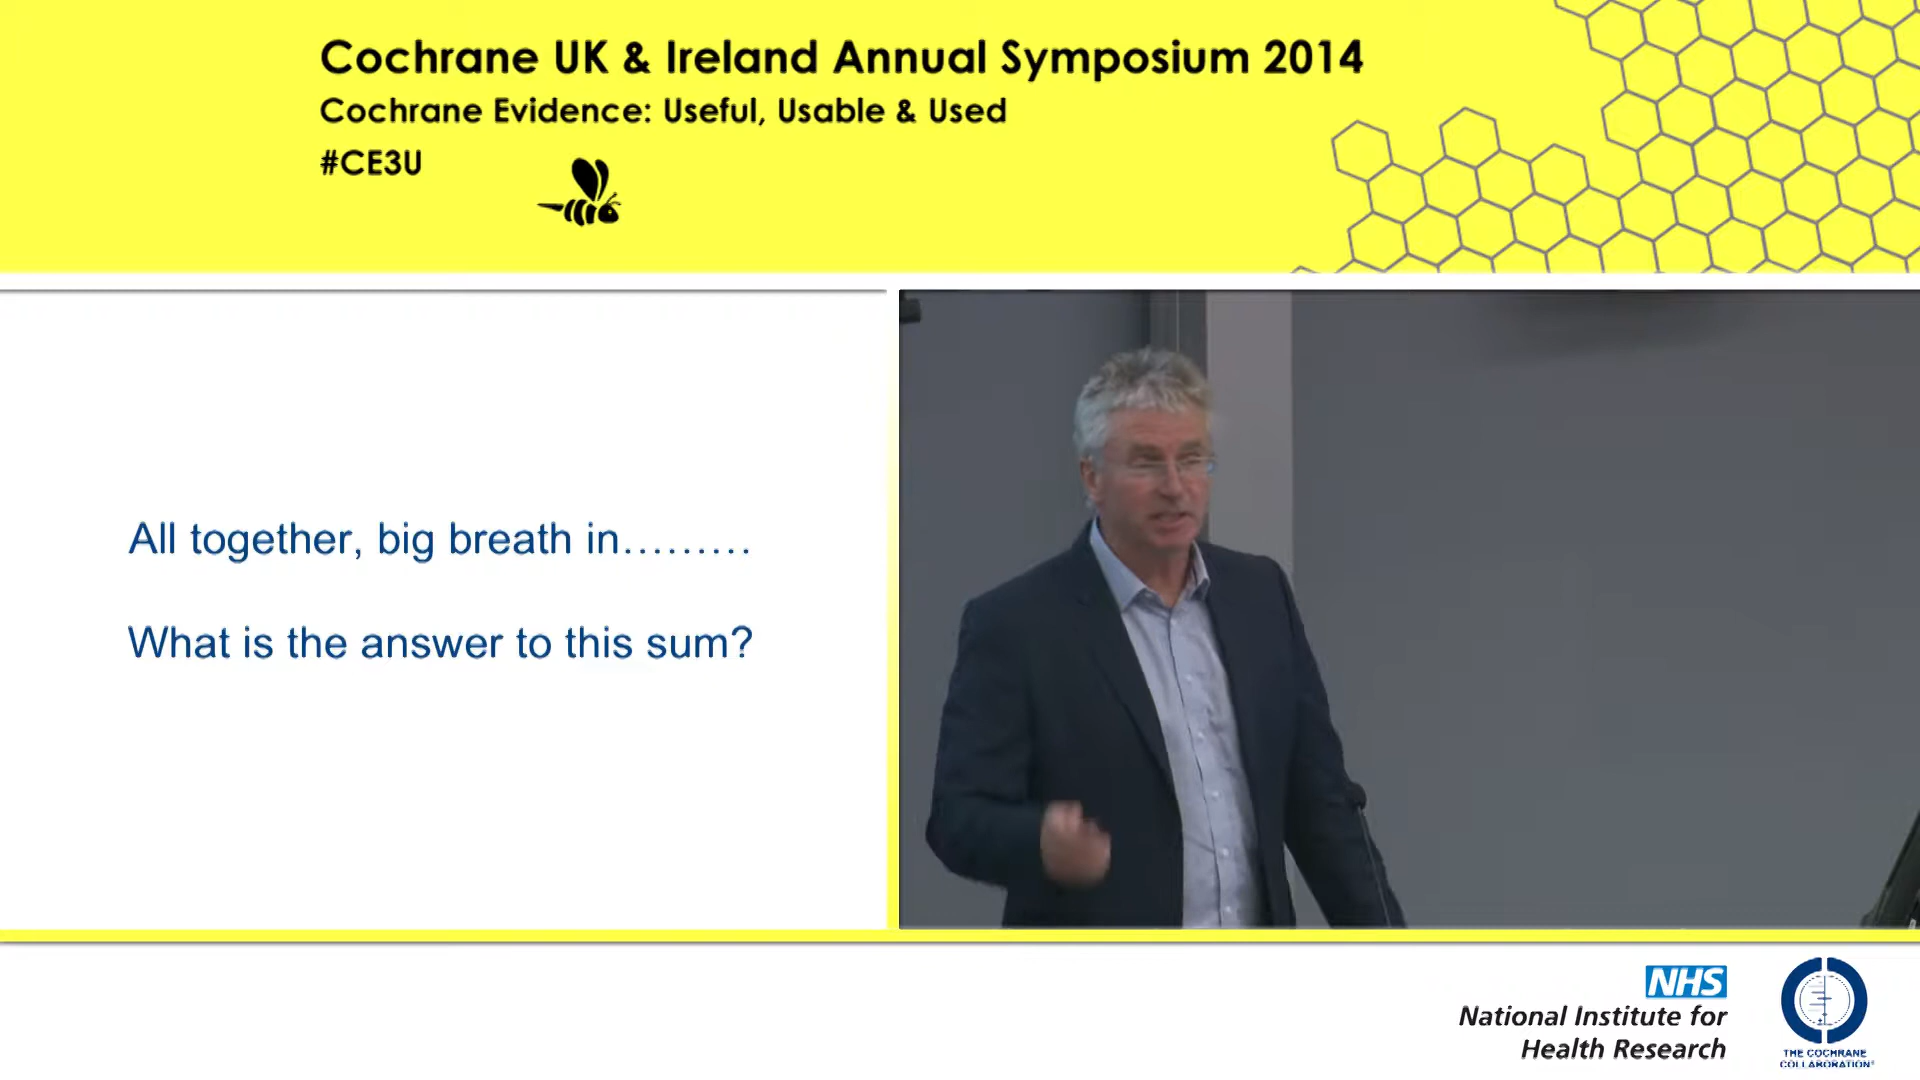 Cochrane UK & Ireland Annual Symposium 2014
Cochrane Evidence: Useful, Usable & Used
#CE3U
All together, big breath in………
What is the answer to this sum?
NHS
National Institute for
Health Research
THE COCHRANE
COLLABORATION®